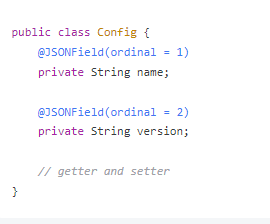 public class Config {
    @JSONField(ordinal = 1)
    private String name;

    @JSONField(ordinal = 2)
    private String version;

    // getter and setter
}